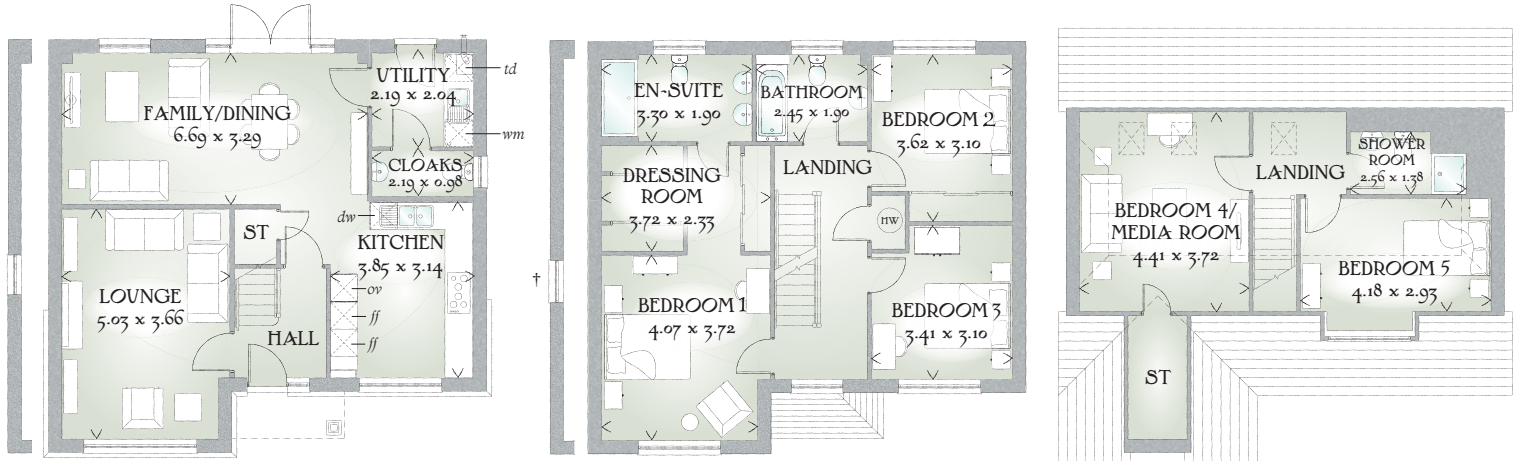 UTILITY
2.19 x 2.04
td
wm
FAMILY/DINING
6.69 x 3.29
CLOAKS
2.19 x 0.98
dw
ST
KITCHEN
3.85 x 3.14
ov
ff
ff
LOUNGE
5.03 x 3.66
HALL
†
EN-SUITE
3.30 x 1.90
BATHROOM
2.45 x 1.90
BEDROOM 2
3.62 x 3.10
DRESSING
ROOM
3.72 x 2.33
LANDING
HW
BEDROOM 1
4.07 x 3.72
BEDROOM 3
3.41 x 3.10
SHOWER
ROOM
2.56 x 1.38
LANDING
BEDROOM 4/
MEDIA ROOM
4.41 x 3.72
BEDROOM 5
4.18 x 2.93
ST